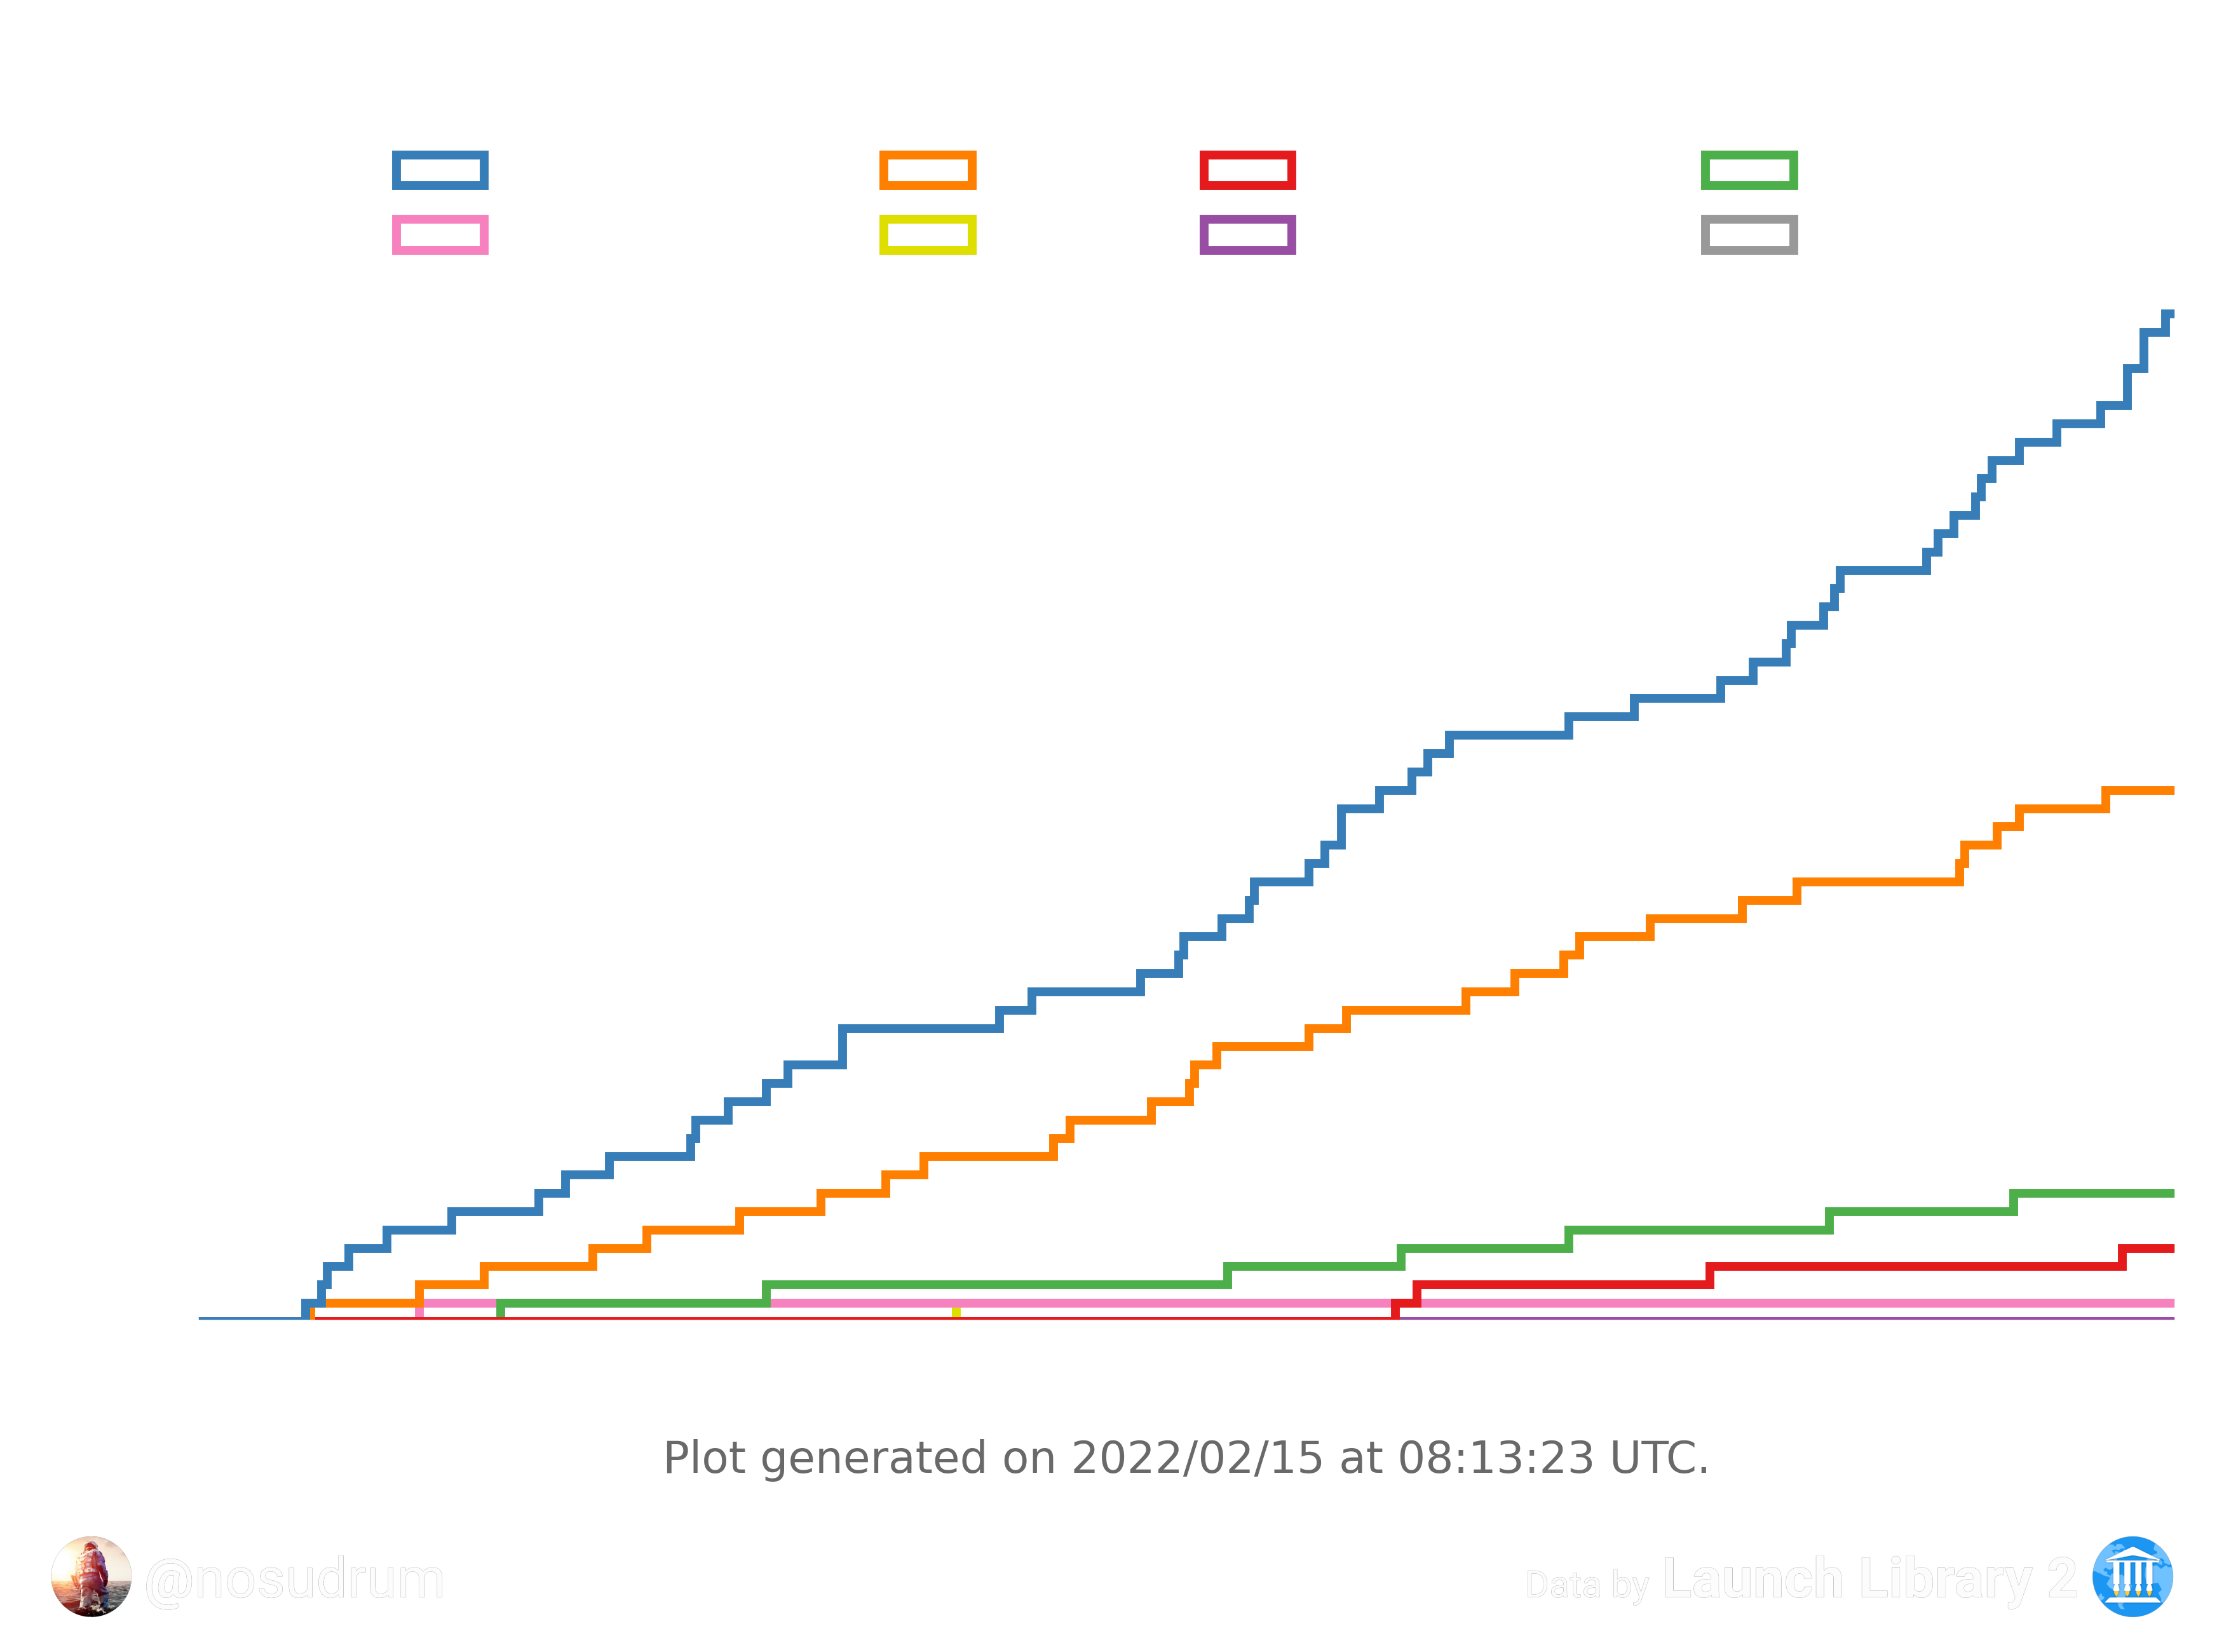 Plot generated on 2022/02/15 at 08:13:23 UTC.
@nosudrum
Data by Launch Library 2